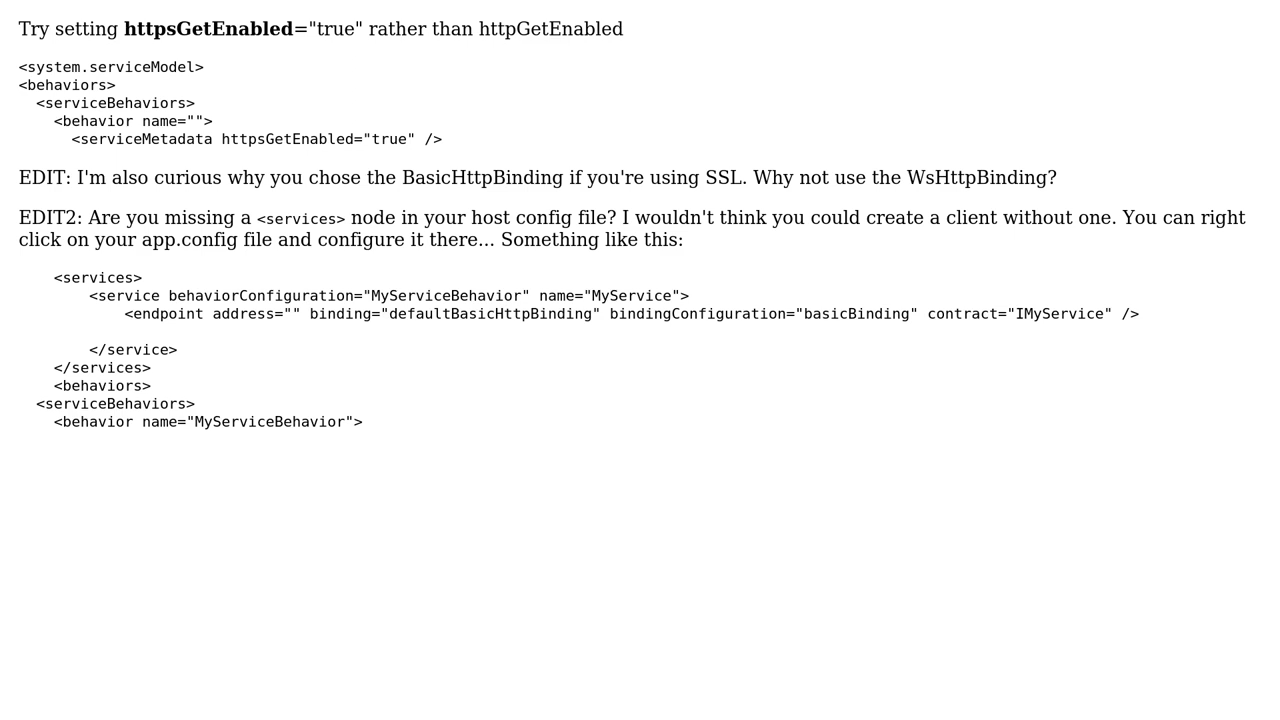 Try setting httpsGetEnabled="true" rather than httpGetEnabled
<system.serviceModel>
<behaviors>
  <serviceBehaviors>
    <behavior name="">
      <serviceMetadata httpsGetEnabled="true" />
EDIT: I'm also curious why you chose the BasicHttpBinding if you're using SSL. Why not use the WsHttpBinding?
EDIT2: Are you missing a <services> node in your host config file? I wouldn't think you could create a client without one. You can right
click on your app.config file and configure it there... Something like this:
    <services>
        <service behaviorConfiguration="MyServiceBehavior" name="MyService">
            <endpoint address="" binding="defaultBasicHttpBinding" bindingConfiguration="basicBinding" contract="IMyService" />
        </service>
    </services>
    <behaviors>
  <serviceBehaviors>
    <behavior name="MyServiceBehavior">